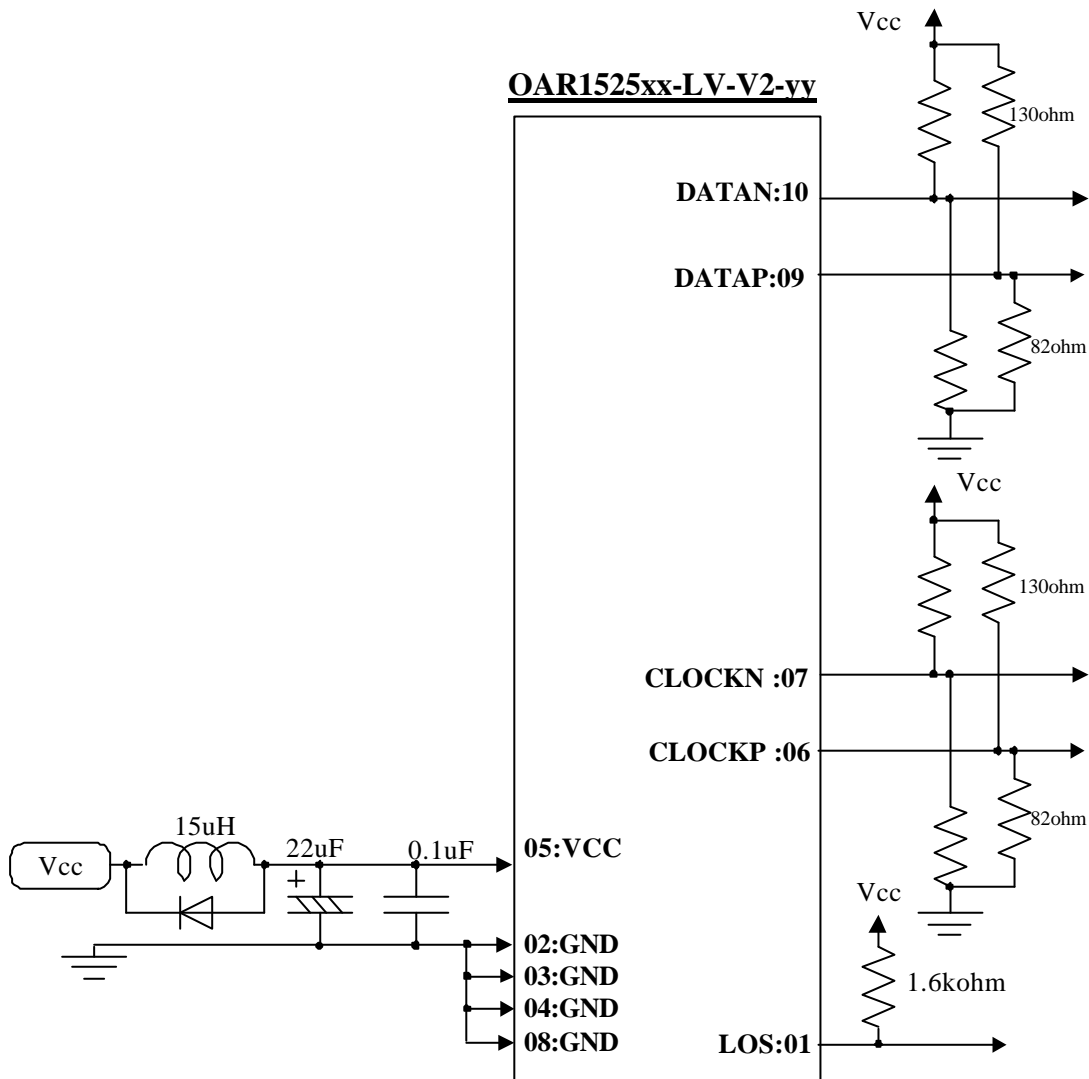 Vcc
OAR1525xx-LV-V2-yy
130ohm
DATAN:10
DATAP:09
82ohm
Vcc
130ohm
CLOCKN :07
CLOCKP :06
82ohm
15uH
22uF
0.1uF
05:VCC
Vcc
+
Vcc
02:GND
03:GND
1.6kohm
04:GND
08:GND
LOS:01